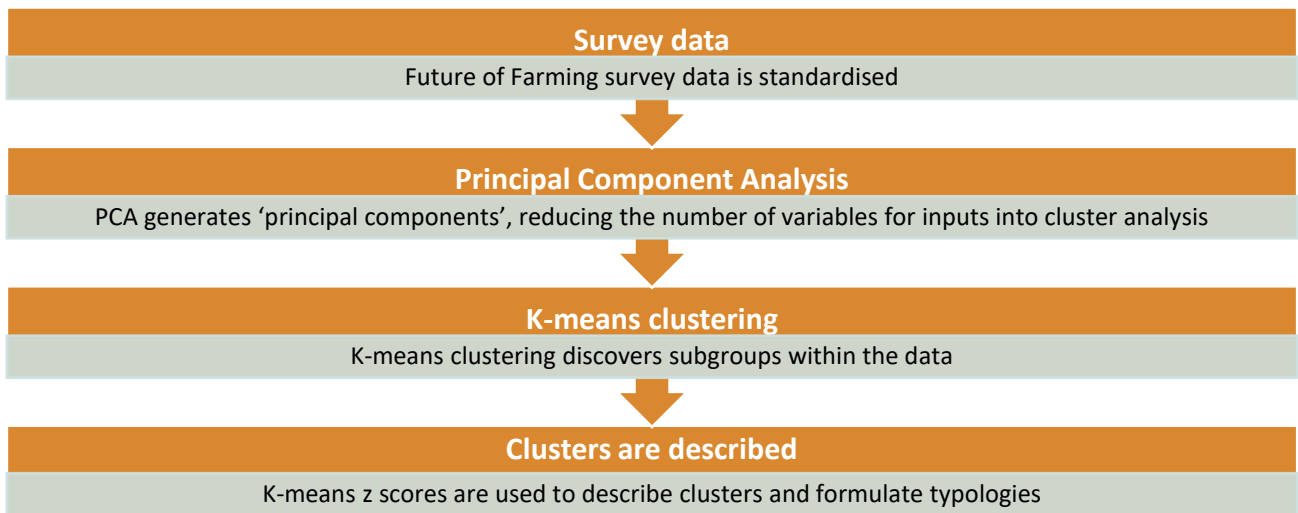 Survey data
Future of Farming survey data is standardised
Principal Component Analysis
PCA generates ‘principal components’, reducing the number of variables for inputs into cluster analysis
K-means clustering
K-means clustering discovers subgroups within the data
Clusters are described
K-means z scores are used to describe clusters and formulate typologies